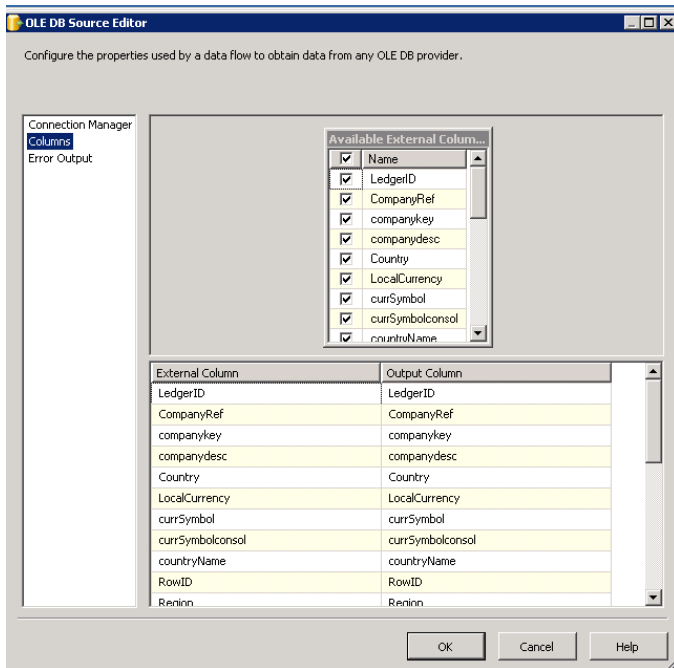 OLE DB Source Editor
Configure the properties used by a data flow to obtain data from any OLE DB provider.
Connection Manager
Columns
Error Output
Available External Colum...
Name
LedgerID
CompanyRef
companykey
companydesc
Country
LocalCurrency
currSymbol
currSymbolconsol
countryName
External Column Output Column
LedgerID LedgerID
CompanyRef CompanyRef
companykey companykey
companydesc companydesc
Country Country
LocalCurrency LocalCurrency
currSymbol currSymbol
currSymbolconsol currSymbolconsol
countryName countryName
RowID RowID
Region Region
OK Cancel Help